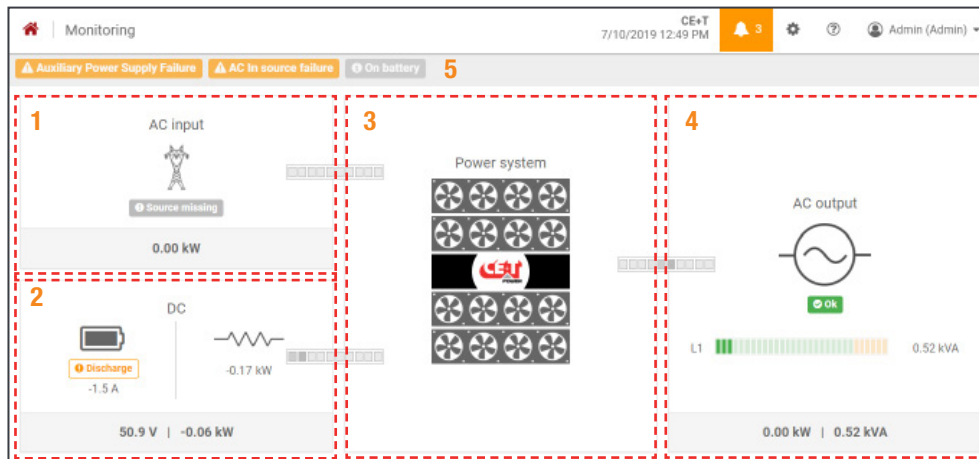 Monitoring
CE+T
7/10/2019 12:49 PM
3
Admin (Admin)
Auxiliary Power Supply Failure
AC In source failure
On battery
5
1
AC input
Source missing
0.00 kW
2
DC
Discharge
-1.5 A
-0.17 kW
50.9 V | -0.06 kW
3
Power system
CE+T
POWER
4
AC output
Ok
L1 0.52 kVA
0.00 kW | 0.52 kVA